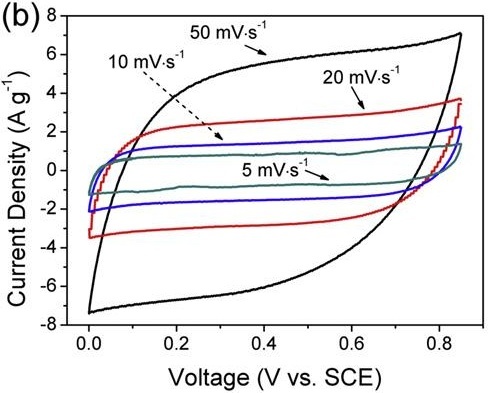 (b)
8
6
4
2
0
-2
-4
-6
-8
Current Density (A g⁻¹)
50 mV·s⁻¹
10 mV·s⁻¹
20 mV·s⁻¹
5 mV·s⁻¹
0.0 0.2 0.4 0.6 0.8
Voltage (V vs. SCE)